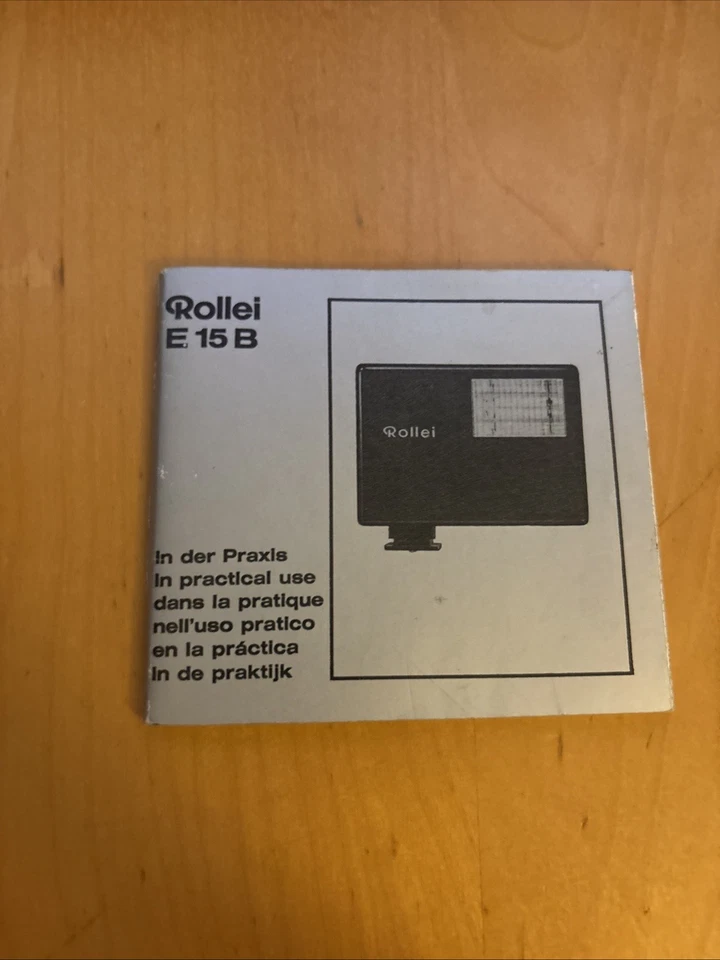 Rollei
E 15 B
Rollei
In der Praxis
In practical use
dans la pratique
nell'uso pratico
en la práctica
In de praktijk